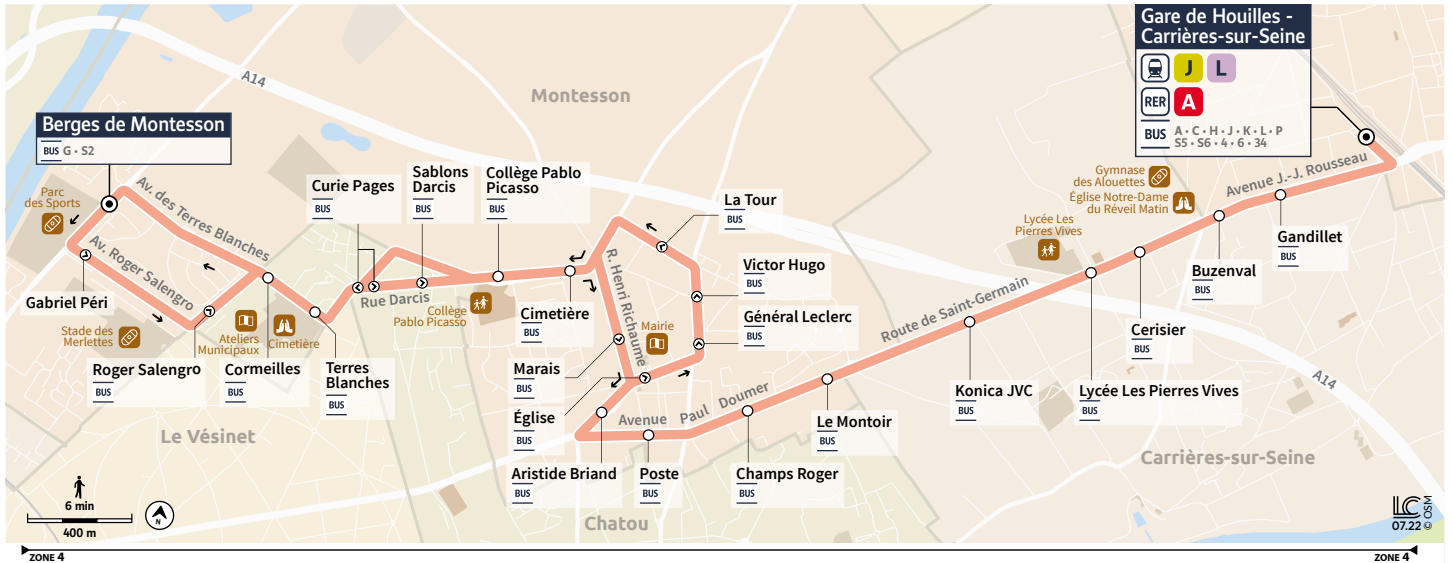 Gare de Houilles -
Carrières-sur-Seine
J L
RER A
BUS A • C • H • J • K • L • P
S5 • S6 • 4 • 6 • 34
A14
Montesson
Berges de Montesson
BUS G • S2
Parc
des Sports
Av. des Terres Blanches
Av. Roger Salengro
Gabriel Péri
Stade des
Merlettes
Roger Salengro
BUS
Ateliers
Municipaux
Cimetière
Cormeilles
BUS
Terres
Blanches
BUS
Curie Pages
BUS
Sablons
Darcis
BUS
Collège Pablo
Picasso
BUS
Rue Darcis
Collège
Pablo Picasso
Cimetière
BUS
R. Henri Richaume
La Tour
BUS
Victor Hugo
BUS
Général Leclerc
BUS
Mairie
Marais
BUS
Église
BUS
Aristide Briand
BUS
Poste
BUS
Avenue Paul Doumer
Champs Roger
BUS
Le Montoir
BUS
Route de Saint-Germain
Konica JVC
BUS
Lycée Les
Pierres Vives
Lycée Les Pierres Vives
BUS
Cerisier
BUS
Gymnase
des Alouettes
Église Notre-Dame
du Réveil Matin
Buzenval
BUS
Gandillet
BUS
Avenue J.-J. Rousseau
A14
Le Vésinet
Chatou
Carrières-sur-Seine
6 min
400 m
N
LC
07.22 © OSM
ZONE 4
ZONE 4